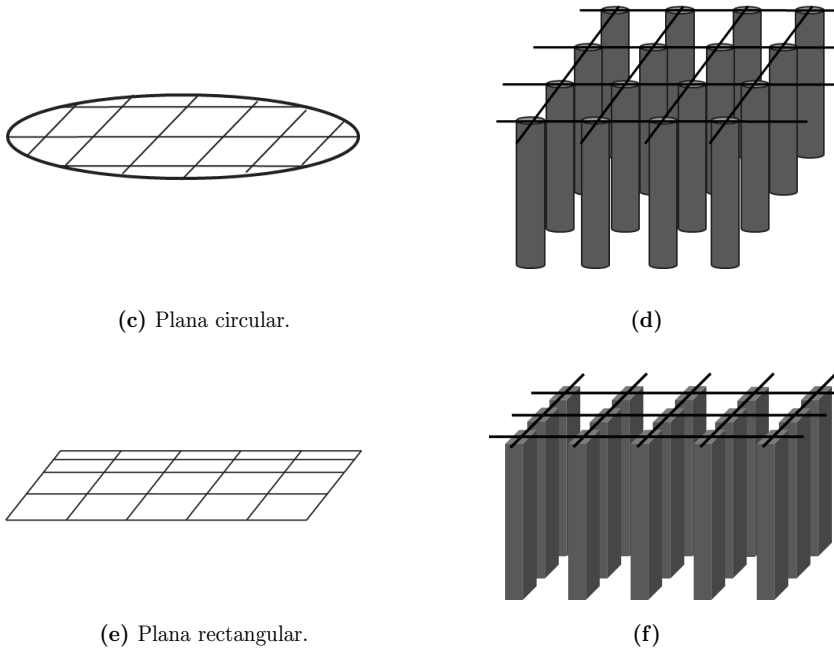 (c) Plana circular.
(d)
(e) Plana rectangular.
(f)